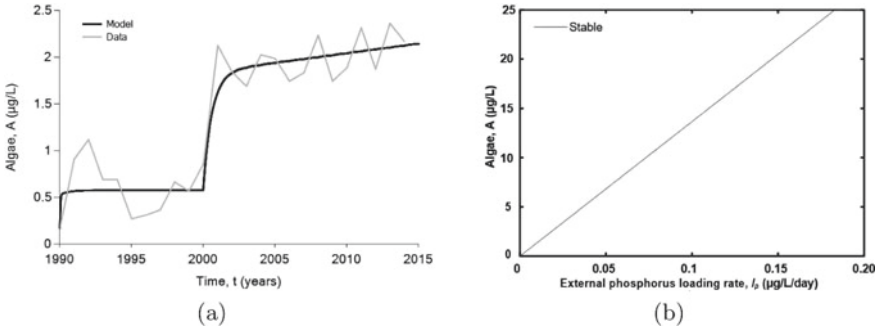 Model
Data
2.5
2
1.5
1
0.5
0
1990
1995
2000
2005
2010
2015
Algae, A (µg/L)
Time, t (years)
(a)
Stable
25
20
15
10
5
0
0
0.05
0.1
0.15
0.20
Algae, A (µg/L)
External phosphorus loading rate, lₚ (µg/L/day)
(b)